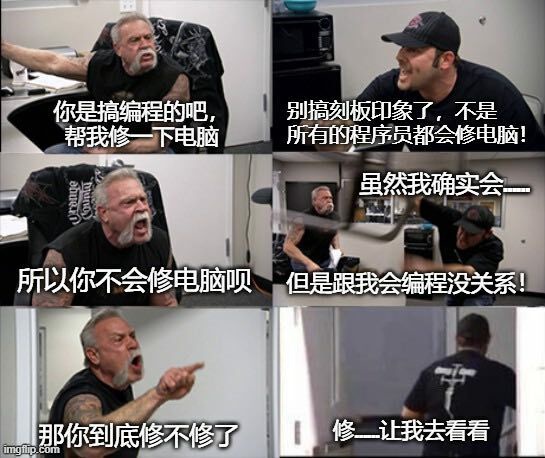 你是搞编程的吧，
帮我修一下电脑
别搞刻板印象了，不是
所有的程序员都会修电脑！
所以你不会修电脑呗
虽然我确实会......
但是跟我会编程没关系！
那你到底修不修了
修......让我去看看
imgflip.com